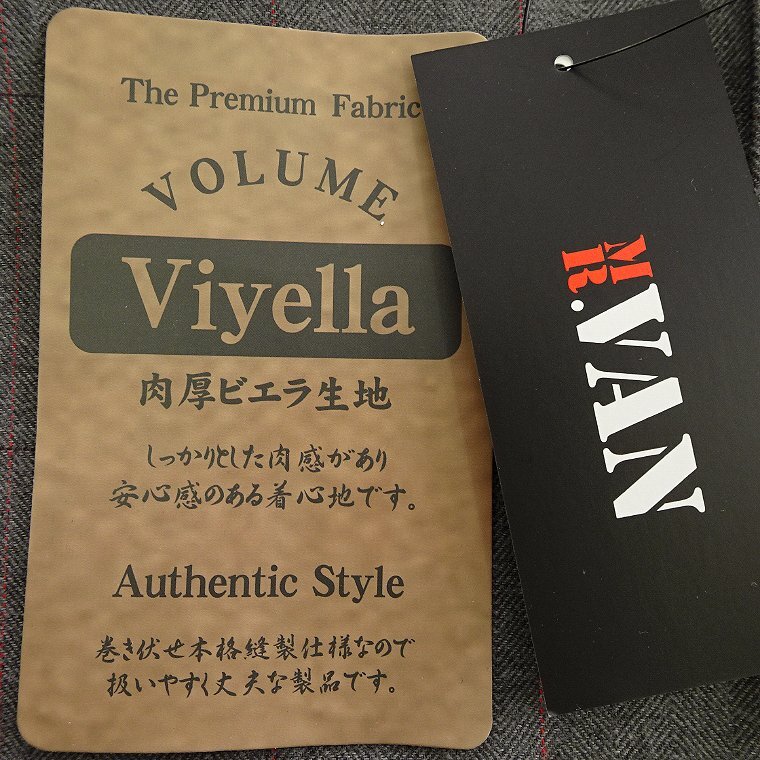 The Premium Fabric
VOLUME
Viyella
肉厚ビエラ生地
しっかりとした肉感があり
安心感のある着心地です。
Authentic Style
巻き伏せ本格縫製仕様なので
扱いやすく丈夫な製品です。
MR.VAN